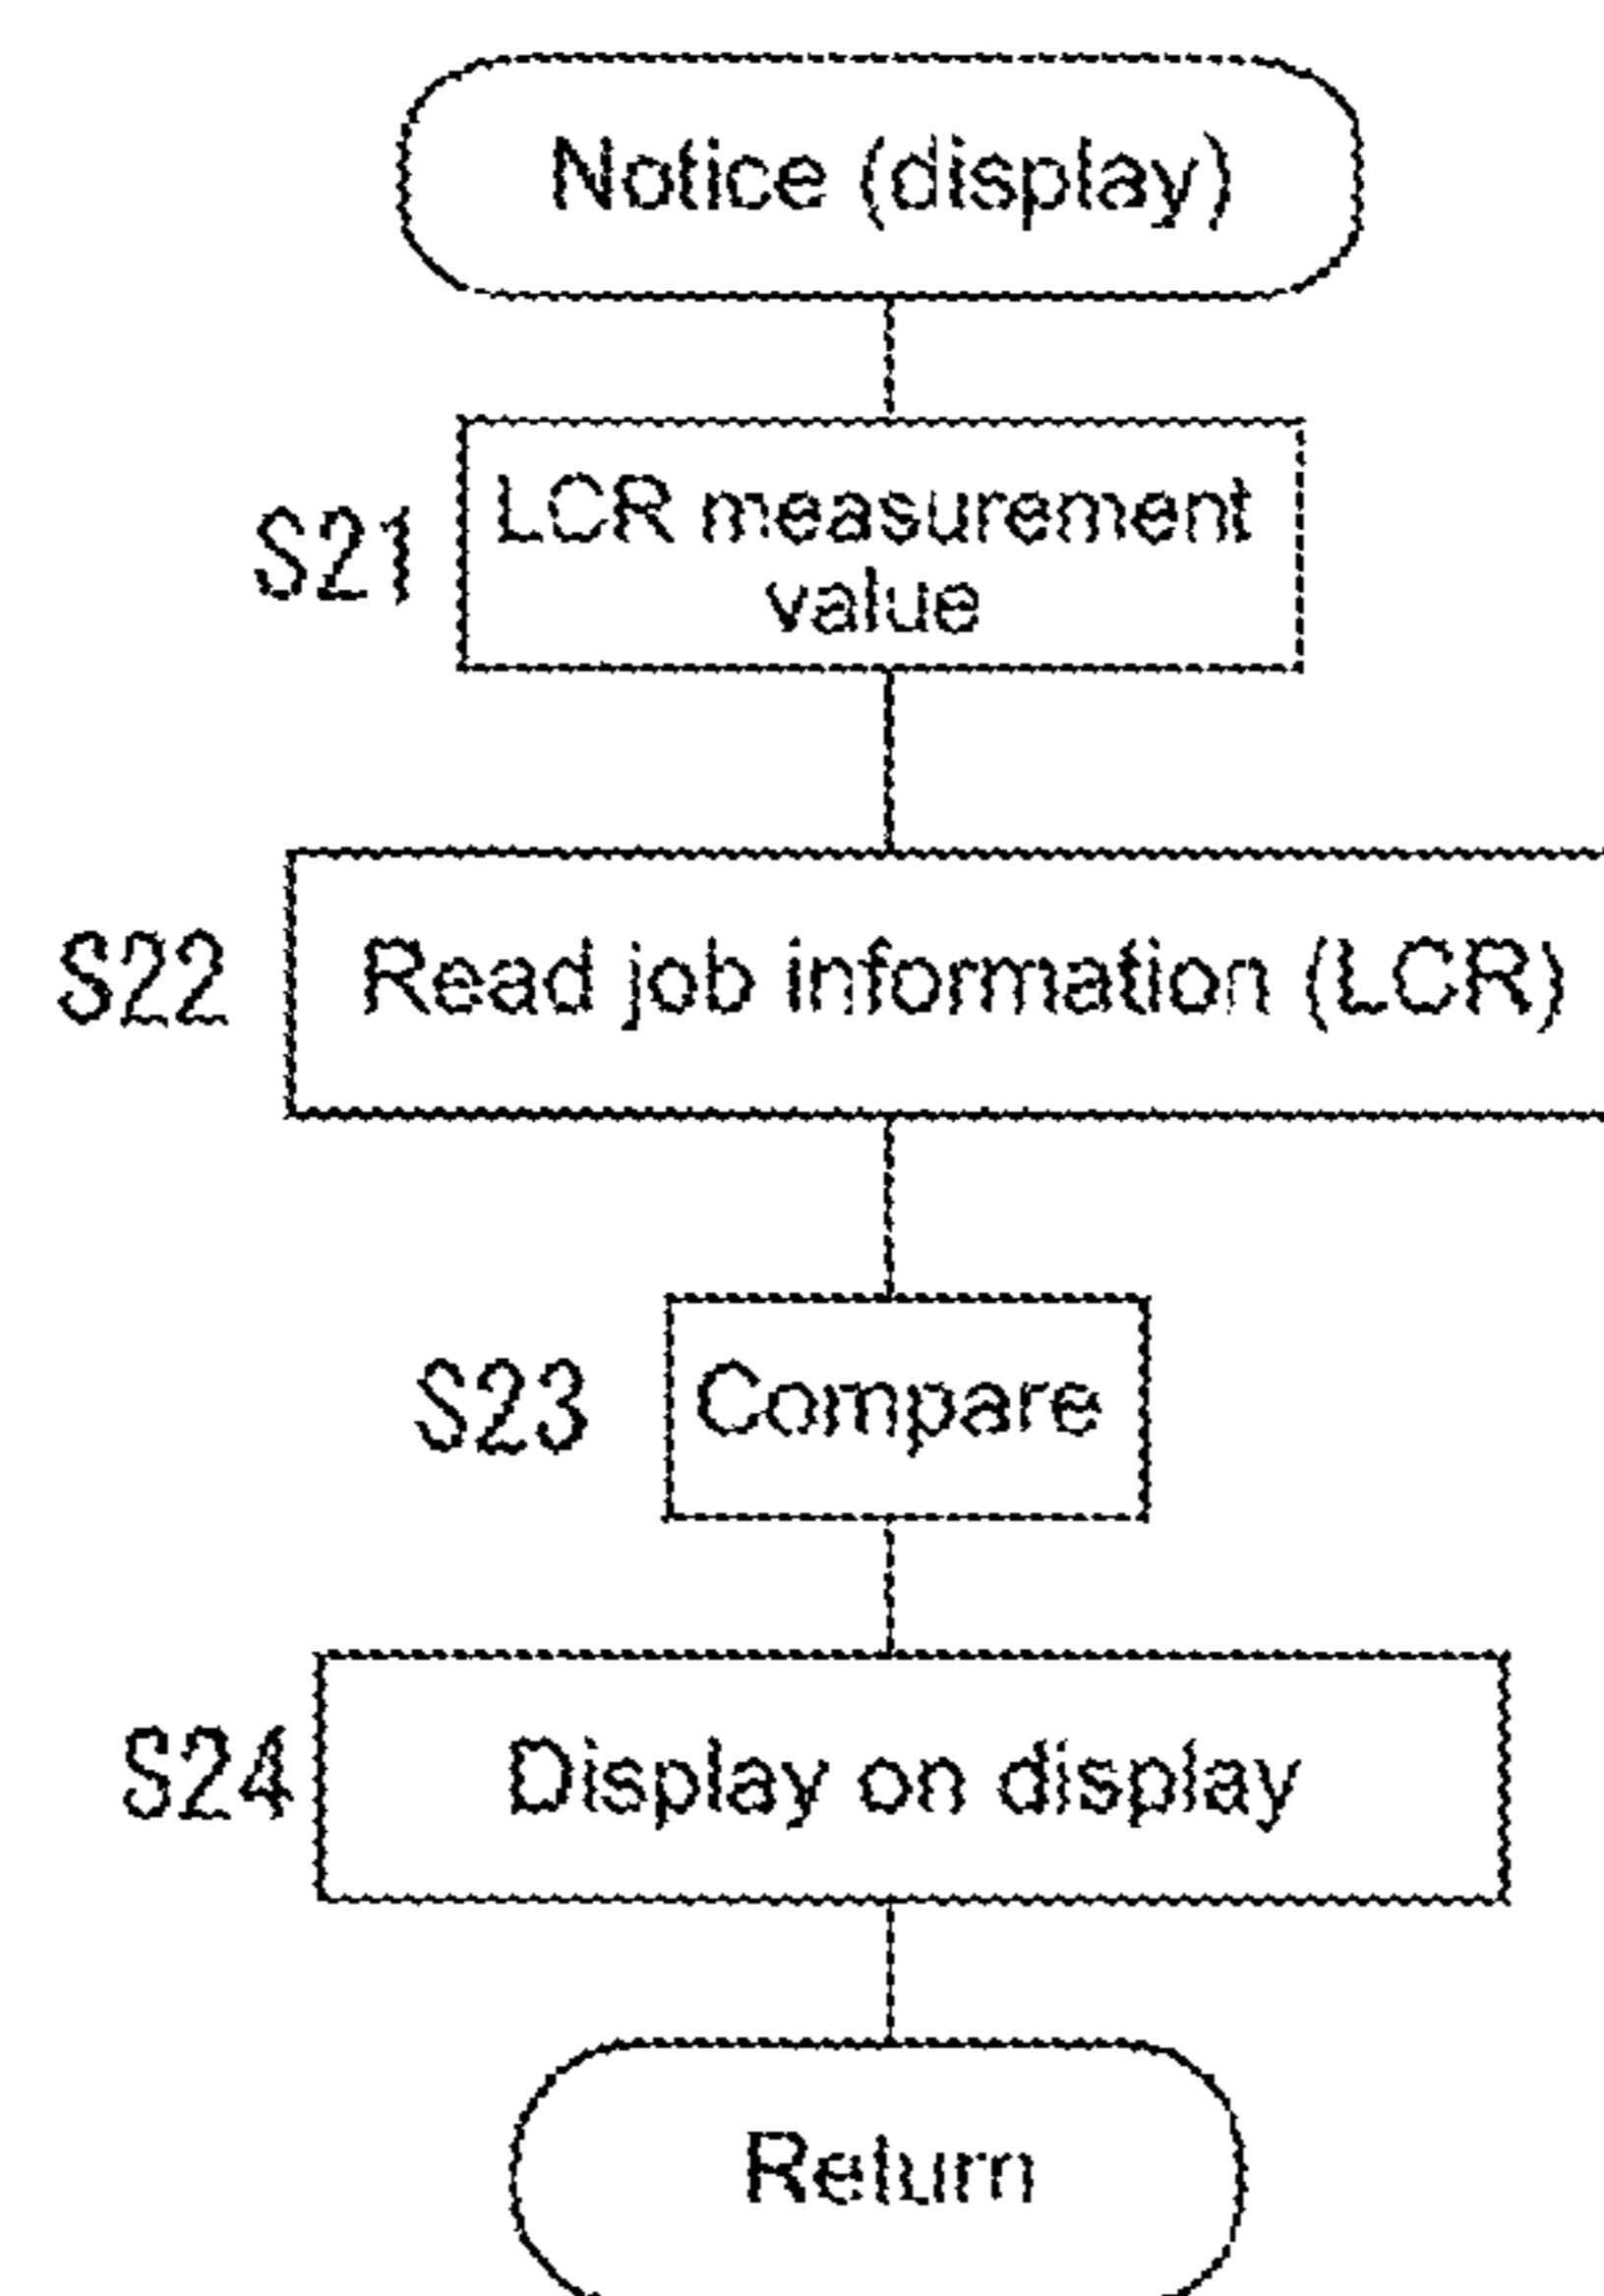 Notice (display)
S21
LCR measurement
value
S22
Read job information (LCR)
S23
Compare
S24
Display on display
Return